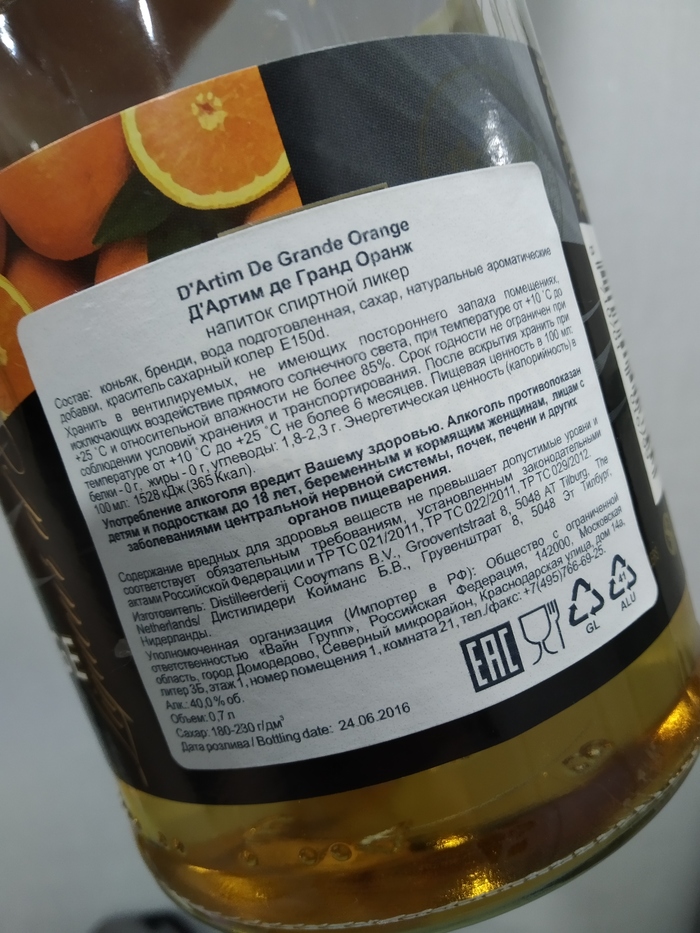 D'Artim De Grande Orange
Д'Артим де Гранд Оранж
напиток спиртной ликер
Состав: коньяк, бренди, вода подготовленная, сахар, натуральные ароматические
добавки, краситель сахарный колер E150d.
Хранить в вентилируемых, не имеющих постороннего запаха помещениях,
исключающих воздействие прямого солнечного света, при температуре от +10 ˚С до
+25 ˚С и относительной влажности не более 85%. Срок годности не ограничен при
соблюдении условий хранения и транспортирования. После вскрытия хранить при
температуре от +10 ˚С до +25 ˚С не более 6 месяцев. Пищевая ценность в 100 мл:
белки - 0 г, жиры - 0 г, углеводы: 1,8-2,3 г. Энергетическая ценность (калорийность) в
100 мл: 1528 кДж (365 Ккал).
Употребление алкоголя вредит Вашему здоровью. Алкоголь противопоказан
детям и подросткам до 18 лет, беременным и кормящим женщинам, лицам с
заболеваниями центральной нервной системы, почек, печени и других
органов пищеварения.
Содержание вредных для здоровья веществ не превышает допустимые уровни и
соответствует обязательным требованиям, установленным законодательными
актами Российской Федерации и ТР ТС 021/2011, ТР ТС 022/2011, ТР ТС 029/2012.
Изготовитель: Distilleerderij Cooymans B.V., Grooventstraat 8, 5048 AT Tilburg, The
Netherlands/ Дистилидери Койманс Б.В., Грувенштрат 8, 5048 Эт Тилбург,
Нидерланды.
Уполномоченная организация (Импортер в РФ): Общество с ограниченной
ответственностью «Вайн Групп», Российская Федерация, 142000, Московская
область, город Домодедово, Северный микрорайон, Краснодарская улица, дом 14а,
литер 3Б, этаж 1, номер помещения 1, комната 21, тел./факс: +7(495)766-69-25.
Алк.: 40,0% об.
Объем: 0,7 л
Сахар: 180-230 г/дм³
Дата розлива / Bottling date: 24.06.2016
EAC
GL
41
ALU